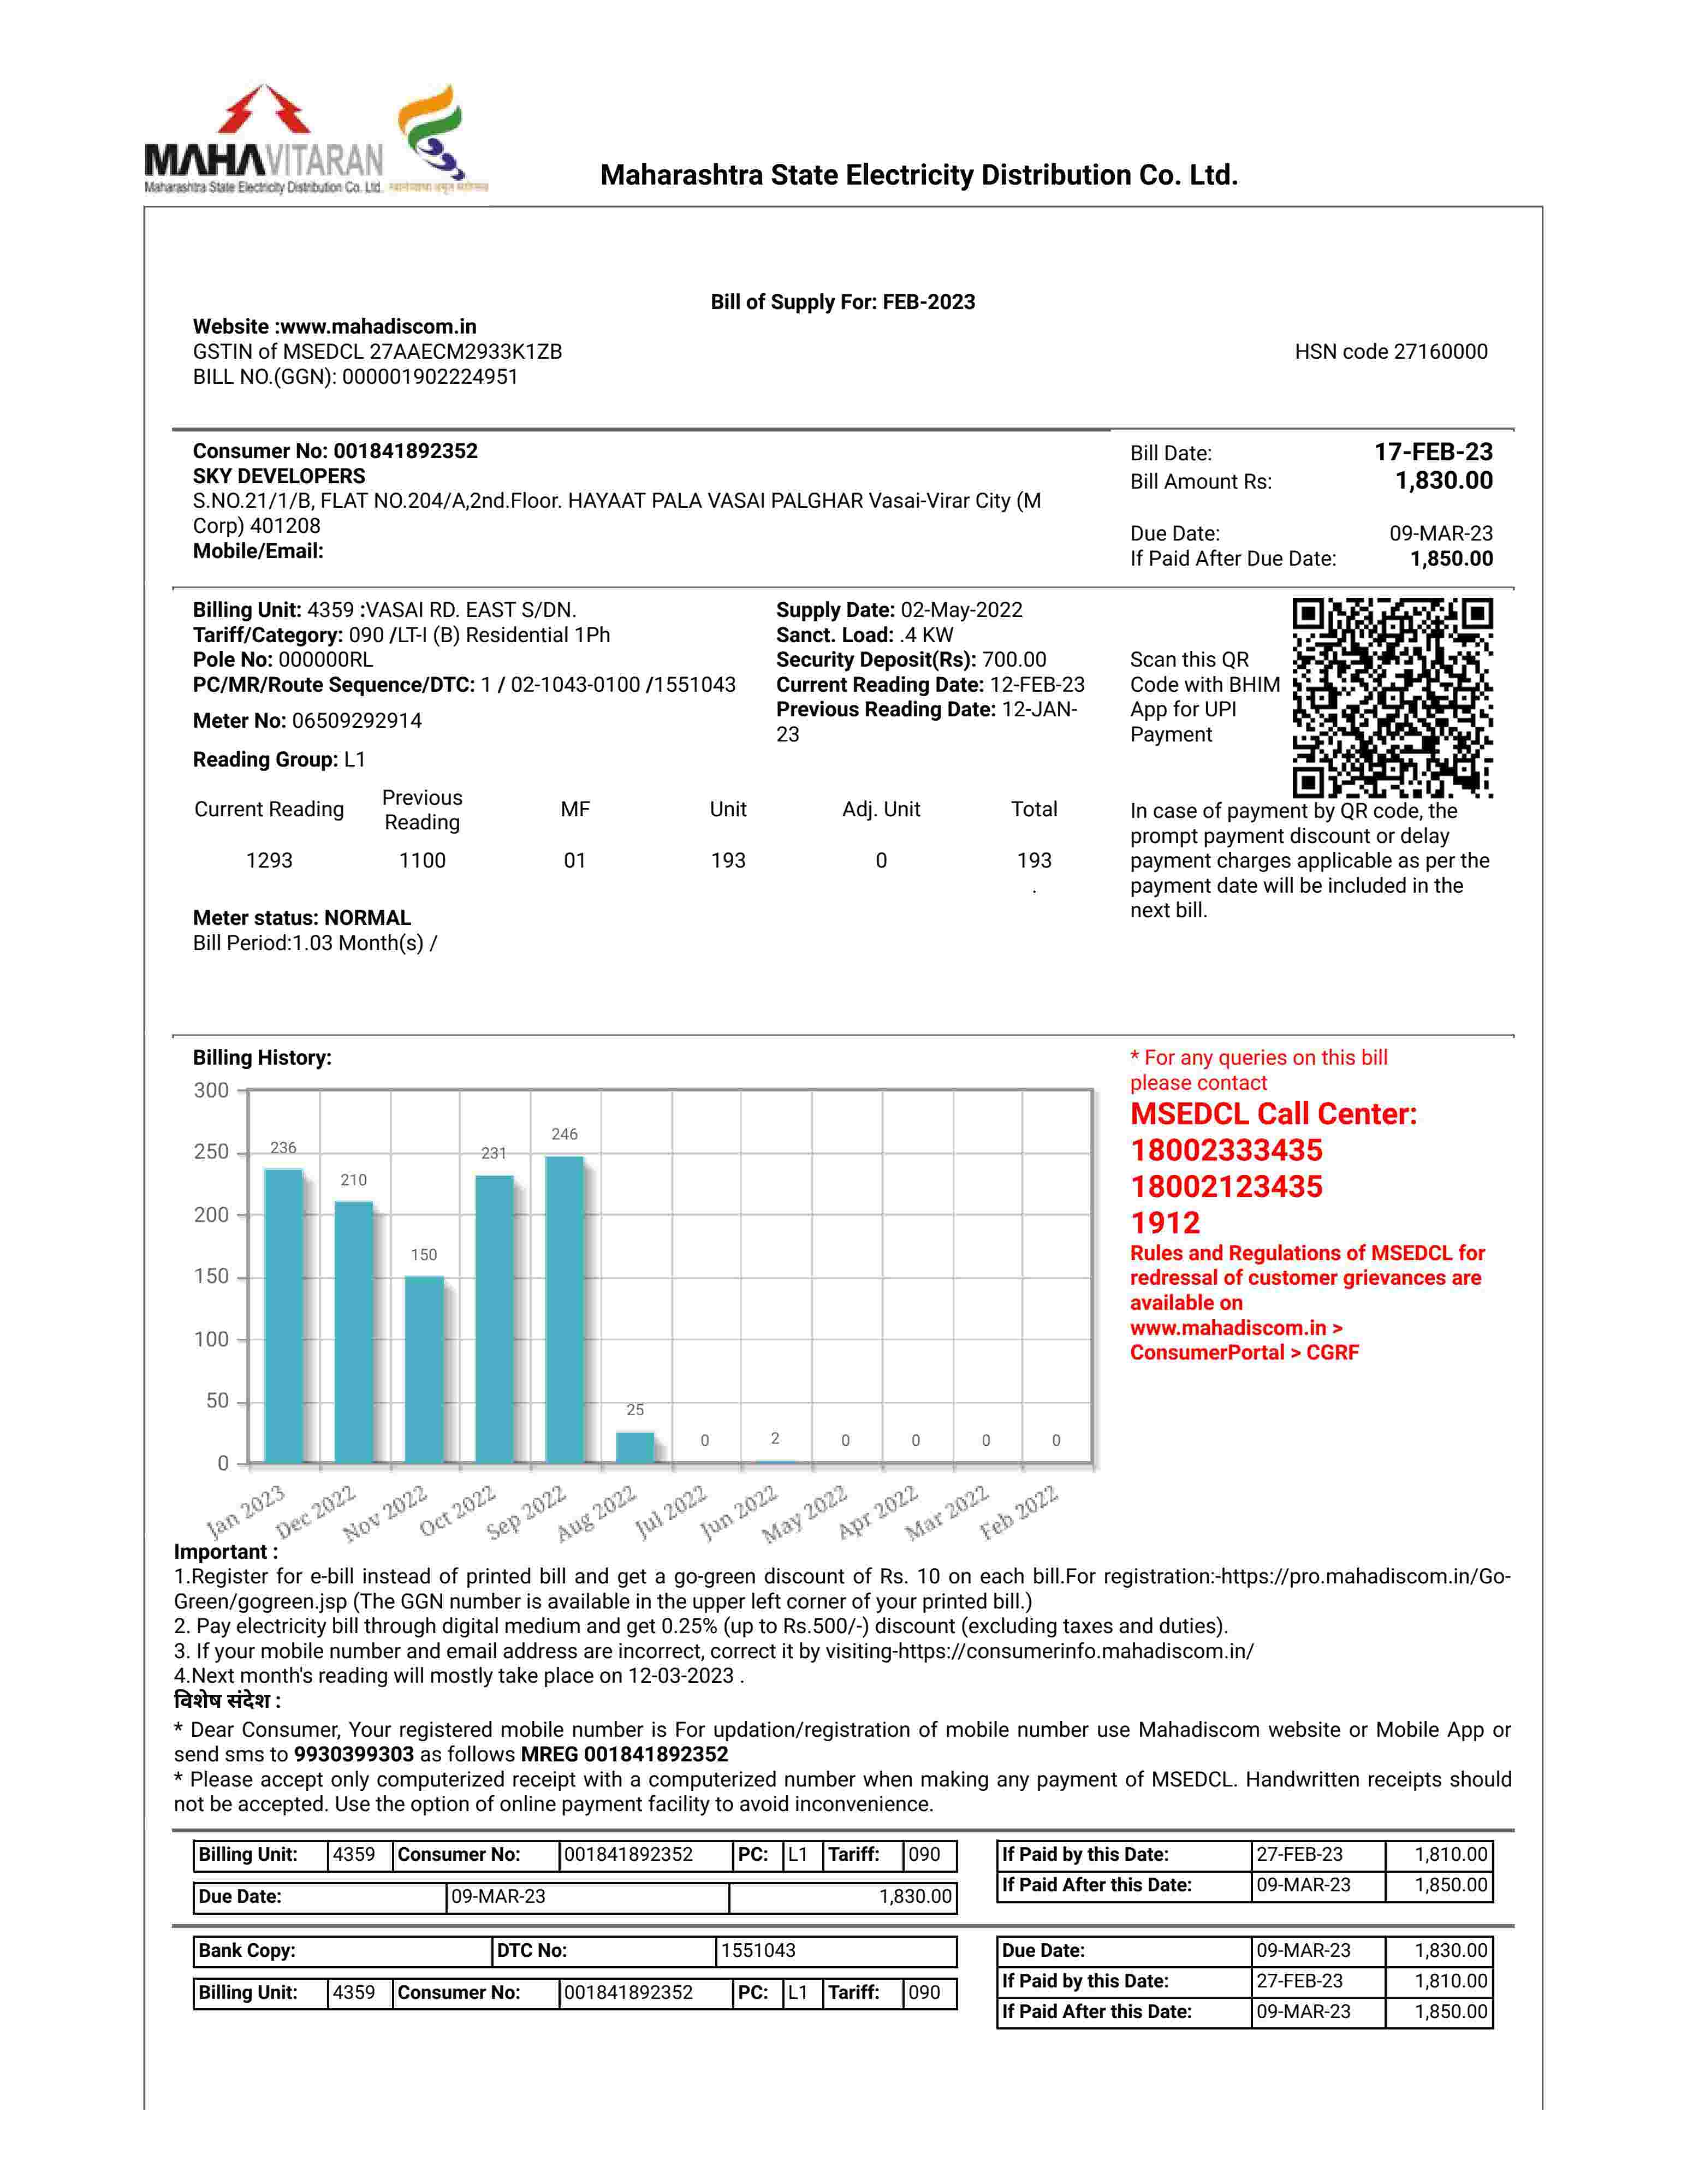 MAHAVITARAN
Maharashtra State Electricity Distribution Co. Ltd.
Maharashtra State Electricity Distribution Co. Ltd.
Bill of Supply For: FEB-2023
Website :www.mahadiscom.in
GSTIN of MSEDCL 27AAECM2933K1ZB
HSN code 27160000
BILL NO.(GGN): 000001902224951
Consumer No: 001841892352
SKY DEVELOPERS
S.NO.21/1/B, FLAT NO.204/A,2nd.Floor. HAYAAT PALA VASAI PALGHAR Vasai-Virar City (M
Corp) 401208
Mobile/Email:
Bill Date: 17-FEB-23
Bill Amount Rs: 1,830.00
Due Date: 09-MAR-23
If Paid After Due Date: 1,850.00
Billing Unit: 4359 :VASAI RD. EAST S/DN.
Tariff/Category: 090 /LT-I (B) Residential 1Ph
Pole No: 000000RL
PC/MR/Route Sequence/DTC: 1 / 02-1043-0100 /1551043
Meter No: 06509292914
Reading Group: L1
Supply Date: 02-May-2022
Sanct. Load: .4 KW
Security Deposit(Rs): 700.00
Current Reading Date: 12-FEB-23
Previous Reading Date: 12-JAN-
23
Scan this QR
Code with BHIM
App for UPI
Payment
Current Reading Previous Reading MF Unit Adj. Unit Total
1293 1100 01 193 0 193
.
In case of payment by QR code, the
prompt payment discount or delay
payment charges applicable as per the
payment date will be included in the
next bill.
Meter status: NORMAL
Bill Period:1.03 Month(s) /
Billing History:
300
250
200
150
100
50
0
236
210
150
231
246
25
0
2
0
0
0
0
Jan 2023
Dec 2022
Nov 2022
Oct 2022
Sep 2022
Aug 2022
Jul 2022
Jun 2022
May 2022
Apr 2022
Mar 2022
Feb 2022
* For any queries on this bill
please contact
MSEDCL Call Center:
18002333435
18002123435
1912
Rules and Regulations of MSEDCL for
redressal of customer grievances are
available on
www.mahadiscom.in >
ConsumerPortal > CGRF
Important :
1.Register for e-bill instead of printed bill and get a go-green discount of Rs. 10 on each bill.For registration:-https://pro.mahadiscom.in/Go-
Green/gogreen.jsp (The GGN number is available in the upper left corner of your printed bill.)
2. Pay electricity bill through digital medium and get 0.25% (up to Rs.500/-) discount (excluding taxes and duties).
3. If your mobile number and email address are incorrect, correct it by visiting-https://consumerinfo.mahadiscom.in/
4.Next month's reading will mostly take place on 12-03-2023 .
विशेष संदेश :
* Dear Consumer, Your registered mobile number is For updation/registration of mobile number use Mahadiscom website or Mobile App or
send sms to 9930399303 as follows MREG 001841892352
* Please accept only computerized receipt with a computerized number when making any payment of MSEDCL. Handwritten receipts should
not be accepted. Use the option of online payment facility to avoid inconvenience.
Billing Unit: 4359 Consumer No: 001841892352 PC: L1 Tariff: 090
Due Date: 09-MAR-23 1,830.00
If Paid by this Date: 27-FEB-23 1,810.00
If Paid After this Date: 09-MAR-23 1,850.00
Bank Copy: DTC No: 1551043
Billing Unit: 4359 Consumer No: 001841892352 PC: L1 Tariff: 090
Due Date: 09-MAR-23 1,830.00
If Paid by this Date: 27-FEB-23 1,810.00
If Paid After this Date: 09-MAR-23 1,850.00